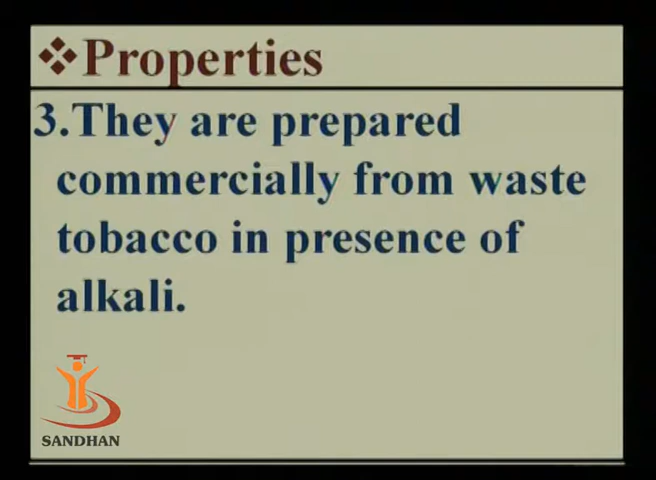 ❖Properties
3.They are prepared
commercially from waste
tobacco in presence of
alkali.
SANDHAN